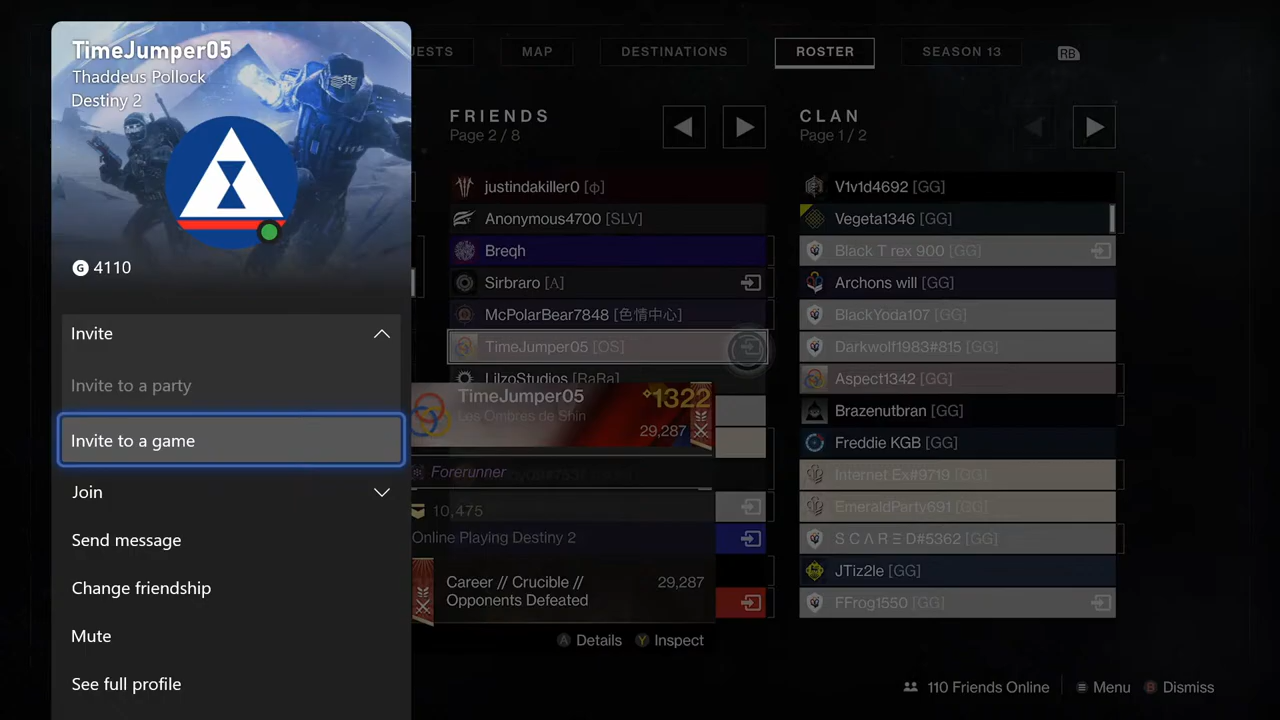 TimeJumper05
Thaddeus Pollock
Destiny 2
G 4110
Invite
Invite to a party
Invite to a game
Join
Send message
Change friendship
Mute
See full profile
MAP
DESTINATIONS
ROSTER
SEASON 13
RB
FRIENDS
Page 2 / 8
justindakiller0 [ф]
Anonymous4700 [SLV]
Breqh
Sirbraro [Λ]
McPolarBear7848 [色情中心]
TimeJumper05 [OS]
LilzoStudios [RaRa]
TimeJumper05
1322
Les Ombres de Shin
29,287
Forerunner
10,475
Online Playing Destiny 2
Career // Crucible //
Opponents Defeated
29,287
A Details
Y Inspect
CLAN
Page 1 / 2
V1v1d4692 [GG]
Vegeta1346 [GG]
Black T rex 900 [GG]
Archons will [GG]
BlackYoda107 [GG]
Darkwolf1983#815 [GG]
Aspect1342 [GG]
Brazenutbran [GG]
Freddie KGB [GG]
Internet Ex#9719 [GG]
EmeraldParty691 [GG]
S C Λ R Ξ D#5362 [GG]
JTiz2le [GG]
FFrog1550 [GG]
110 Friends Online
Menu
B Dismiss